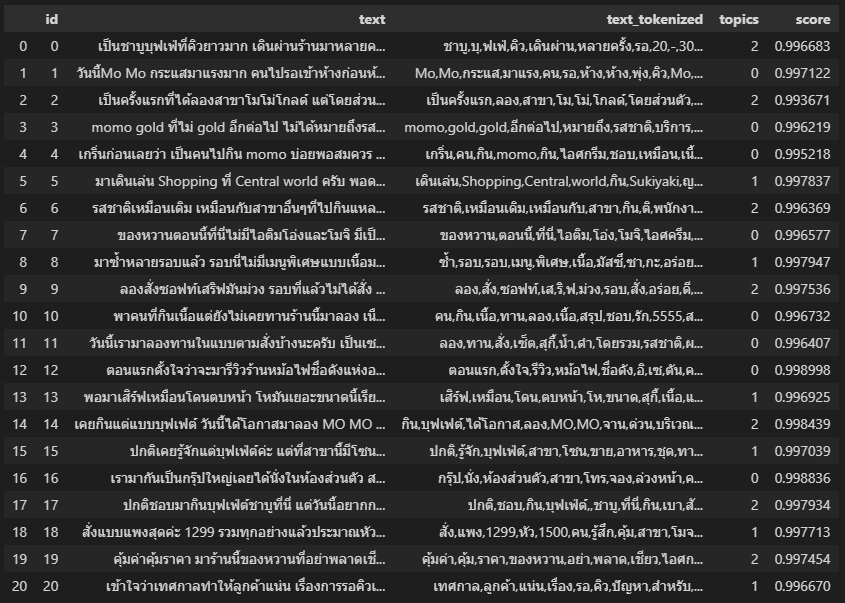 id text text_tokenized topics score
0 0 เป็นชาบูบุฟเฟ่ที่คิวยาวมาก เดินผ่านร้านมาหลายค... ชาบู,บุ,ฟเฟ่,คิว,เดินผ่าน,หลายครั้ง,รอ,20,-,30... 2 0.996683
1 1 วันนี้Mo Mo กระแสมาแรงมาก คนไปรอเข้าห้างก่อนห้... Mo,Mo,กระแส,มาแรง,คน,รอ,ห้าง,ห้าง,พุ่ง,คิว,Mo,... 0 0.997122
2 2 เป็นครั้งแรกที่ได้ลองสาขาโมโม่โกลด์ แต่โดยส่วน... เป็นครั้งแรก,ลอง,สาขา,โม,โม่,โกลด์,โดยส่วนตัว,... 2 0.993671
3 3 momo gold ที่ไม่ gold อีกต่อไป ไม่ได้หมายถึงรส... momo,gold,gold,อีกต่อไป,หมายถึง,รสชาติ,บริการ,... 0 0.996219
4 4 เกริ่นก่อนเลยว่า เป็นคนไปกิน momo บ่อยพอสมควร ... เกริ่น,คน,กิน,momo,กิน,ไอศกรีม,ชอบ,เหมือน,เนื้... 0 0.995218
5 5 มาเดินเล่น Shopping ที่ Central world ครับ พอด... เดินเล่น,Shopping,Central,world,กิน,Sukiyaki,ญ... 1 0.997837
6 6 รสชาติเหมือนเดิม เหมือนกับสาขาอื่นๆที่ไปกินแหล... รสชาติ,เหมือนเดิม,เหมือนกับ,สาขา,กิน,ติ,พนักงา... 2 0.996369
7 7 ของหวานตอนนี้ที่นี่ไม่มีไอติมโอ่งและโมจิ มีเป็... ของหวาน,ตอนนี้,ที่นี่,ไอติม,โอ่ง,โมจิ,ไอศครีม,... 0 0.996577
8 8 มาซ้ำหลายรอบแล้ว รอบนี่ไม่มีเมนูพิเศษแบบเนื้อม... ซ้ำ,รอบ,รอบ,เมนู,พิเศษ,เนื้อ,มัสซึ,ซา,กะ,อร่อย... 1 0.997947
9 9 ลองสั่งซอฟท์เสริฟมันม่วง รอบที่แล้วไม่ได้สั่ง ... ลอง,สั่ง,ซอฟท์,เส,ริ,ฟ,ม่วง,รอบ,สั่ง,อร่อย,ดี,... 2 0.997536
10 10 พาคนที่กินเนื้อแต่ยังไม่เคยทานร้านนี้มาลอง เนื... คน,กิน,เนื้อ,ทาน,ลอง,เนื้อ,สรุป,ชอบ,รัก,5555,ส... 0 0.996732
11 11 วันนี้เรามาลองทานในแบบตามสั่งบ้างนะครับ เป็นเซ... ลอง,ทาน,สั่ง,เซ็ต,สุกี้,น้ำ,ดำ,โดยรวม,รสชาติ,ผ... 0 0.996407
12 12 ตอนแรกตั้งใจว่าจะมารีวิวร้านหม้อไฟชื่อดังแห่งอ... ตอนแรก,ตั้งใจ,รีวิว,หม้อไฟ,ชื่อดัง,อิ,เซ,ตัน,ค... 0 0.998998
13 13 พอมาเสิร์ฟเหมือนโดนตบหน้า โหมันเยอะขนาดนี้เรีย... เสิร์ฟ,เหมือน,โดน,ตบหน้า,โห,ขนาด,สุกี้,เนื้อ,แ... 1 0.996925
14 14 เคยกินแต่แบบบุฟเฟต์ วันนี้ได้โอกาสมาลอง MO MO ... กิน,บุฟเฟต์,ได้โอกาส,ลอง,MO,MO,จาน,ด่วน,บริเวณ... 2 0.998439
15 15 ปกติเคยรู้จักแต่บุฟเฟ่ต์ค่ะ แต่ที่สาขานี้มีโซน... ปกติ,รู้จัก,บุฟเฟ่ต์,สาขา,โซน,ขาย,อาหาร,ชุด,ทา... 1 0.997039
16 16 เรามากันเป็นกรุ๊ปใหญ่เลยได้นั่งในห้องส่วนตัว ส... กรุ๊ป,นั่ง,ห้องส่วนตัว,สาขา,โทร,จอง,ล่วงหน้า,ค... 0 0.998836
17 17 ปกติชอบมากินบุฟเฟ่ต์ชาบูที่นี่ แต่วันนี้อยากก... ปกติ,ชอบ,กิน,บุฟเฟ่ต์,,ชาบู,ที่นี่,กิน,เบา,สั... 2 0.997934
18 18 สั่งแบบแพงสุดค่ะ 1299 รวมทุกอย่างแล้วประมาณหัว... สั่ง,แพง,1299,หัว,1500,คน,รู้สึก,คุ้ม,สาขา,โมจ... 1 0.997713
19 19 คุ้มค่าคุ้มราคา มาร้านนี้ของหวานที่อย่าพลาดเชี... คุ้มค่า,คุ้ม,ราคา,ของหวาน,อย่า,พลาด,เชียว,ไอศก... 2 0.997454
20 20 เข้าใจว่าเทศกาลทำให้ลูกค้าแน่น เรื่องการรอคิวเ... เทศกาล,ลูกค้า,แน่น,เรื่อง,รอ,คิว,ปัญหา,สำหรับ,... 1 0.996670